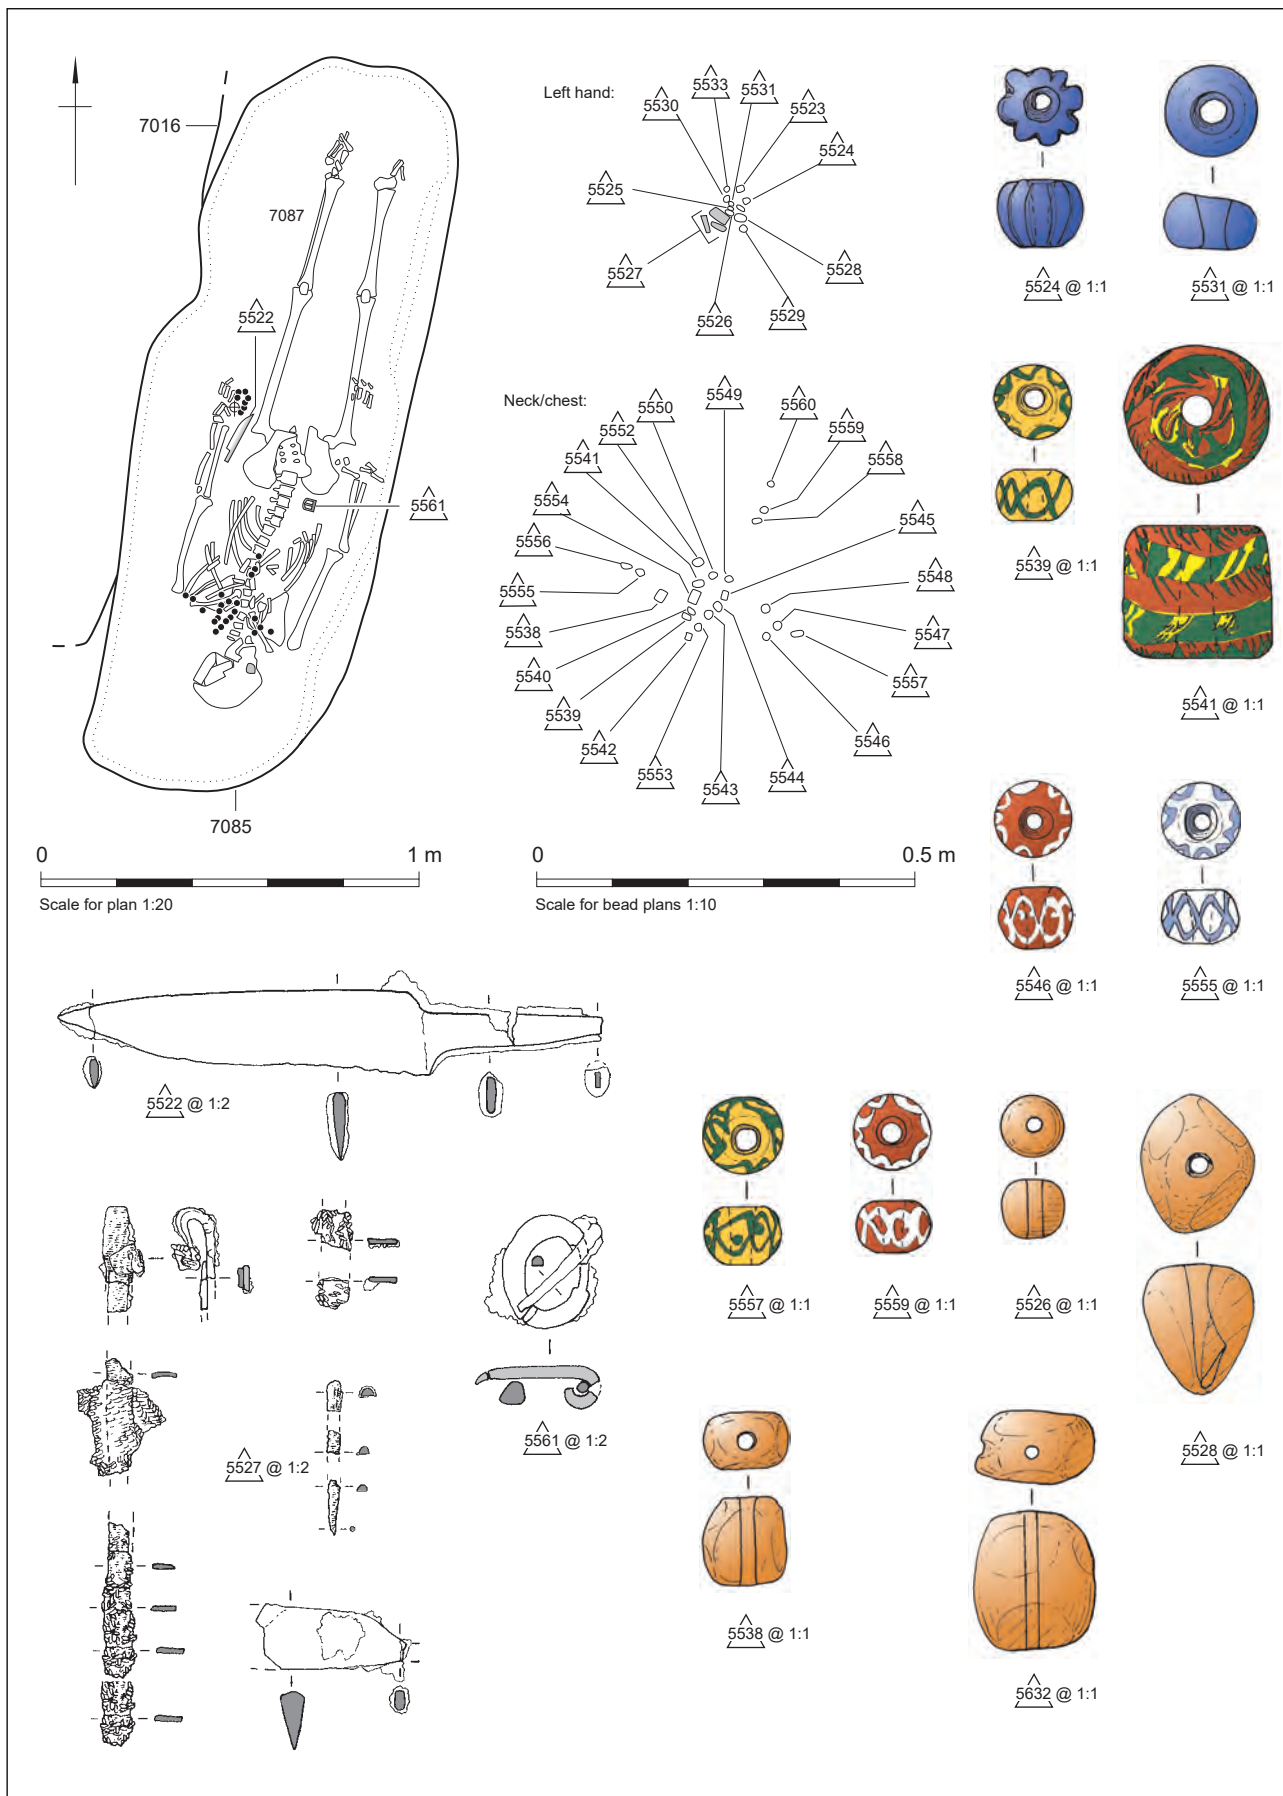 7016
7087
5522
5561
7085
Left hand:
5533
5531
5530
5523
5524
5525
5527
5528
5526
5529
Neck/chest:
5549
5550
5560
5552
5559
5541
5558
5554
5545
5556
5548
5555
5547
5538
5557
5540
5539
5546
5542
5553
5543
5544
0 1 m
Scale for plan 1:20
0 0.5 m
Scale for bead plans 1:10
5524 @ 1:1
5531 @ 1:1
5539 @ 1:1
5541 @ 1:1
5546 @ 1:1
5555 @ 1:1
5522 @ 1:2
5557 @ 1:1
5559 @ 1:1
5526 @ 1:1
5528 @ 1:1
5527 @ 1:2
5561 @ 1:2
5538 @ 1:1
5632 @ 1:1